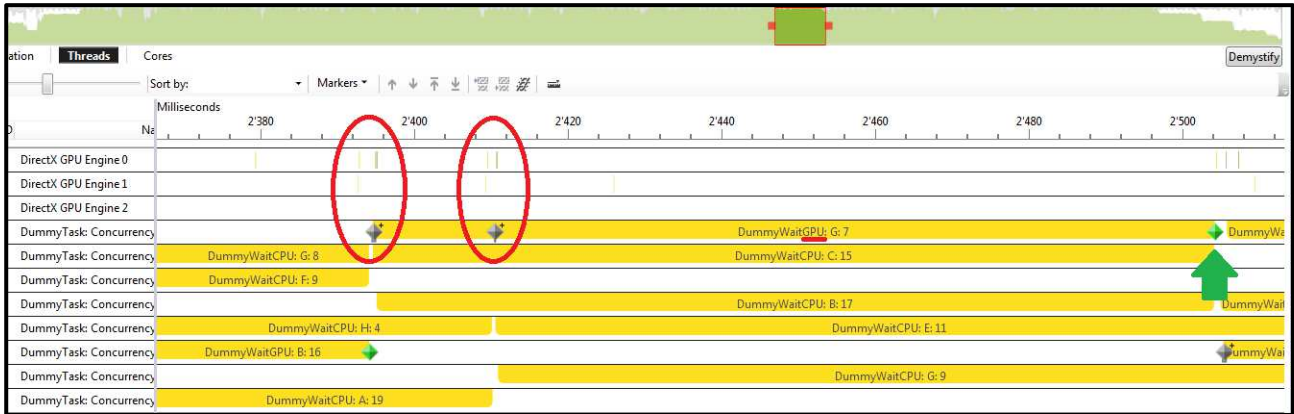 ation Threads Cores Demystify
Sort by: Markers
Milliseconds
D Na 2'380 2'400 2'420 2'440 2'460 2'480 2'500
DirectX GPU Engine 0
DirectX GPU Engine 1
DirectX GPU Engine 2
DummyTask: Concurrency DummyWaitGPU: G: 7 DummyWa
DummyTask: Concurrency DummyWaitCPU: G: 8 DummyWaitCPU: C: 15
DummyTask: Concurrency DummyWaitCPU: F: 9
DummyTask: Concurrency DummyWaitCPU: B: 17 DummyWait
DummyTask: Concurrency DummyWaitCPU: H: 4 DummyWaitCPU: E: 11
DummyTask: Concurrency DummyWaitGPU: B: 16 ummyWai
DummyTask: Concurrency DummyWaitCPU: G: 9
DummyTask: Concurrency DummyWaitCPU: A: 19